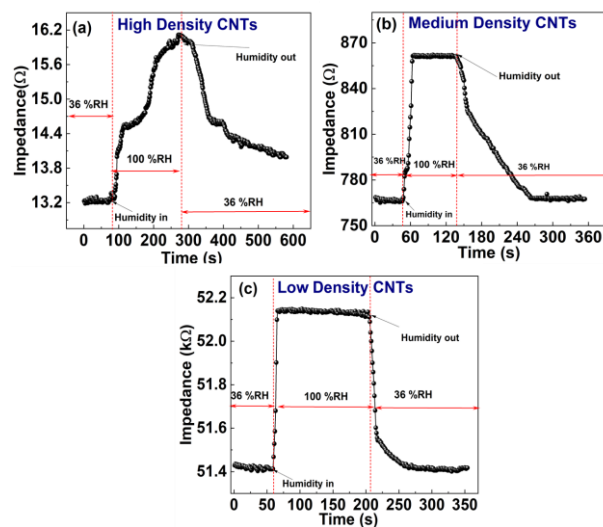 (a) High Density CNTs
16.2
15.6
15.0
14.4
13.8
13.2
Impedance(Ω)
36 %RH
Humidity out
100 %RH
36 %RH
Humidity in
0 100 200 300 400 500 600
Time (s)
(b) Medium Density CNTs
870
840
810
780
750
Impedance (Ω)
Humidity out
36 %RH
100 %RH
36 %RH
Humidity in
0 60 120 180 240 300 360
Time (s)
(c) Low Density CNTs
52.2
52.0
51.8
51.6
51.4
Impedance (kΩ)
Humidity out
36 %RH
100 %RH
36 %RH
Humidity in
0 50 100 150 200 250 300 350
Time (s)